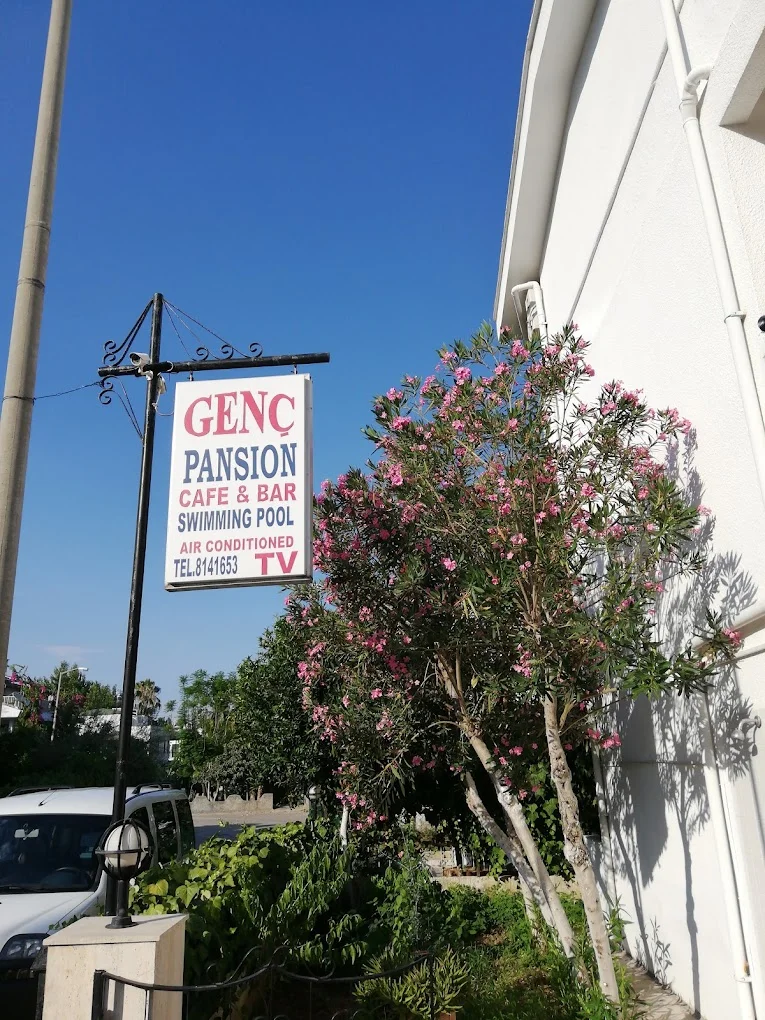 GENÇ
PANSION
CAFE & BAR
SWIMMING POOL
AIR CONDITIONED
TEL.8141653 TV